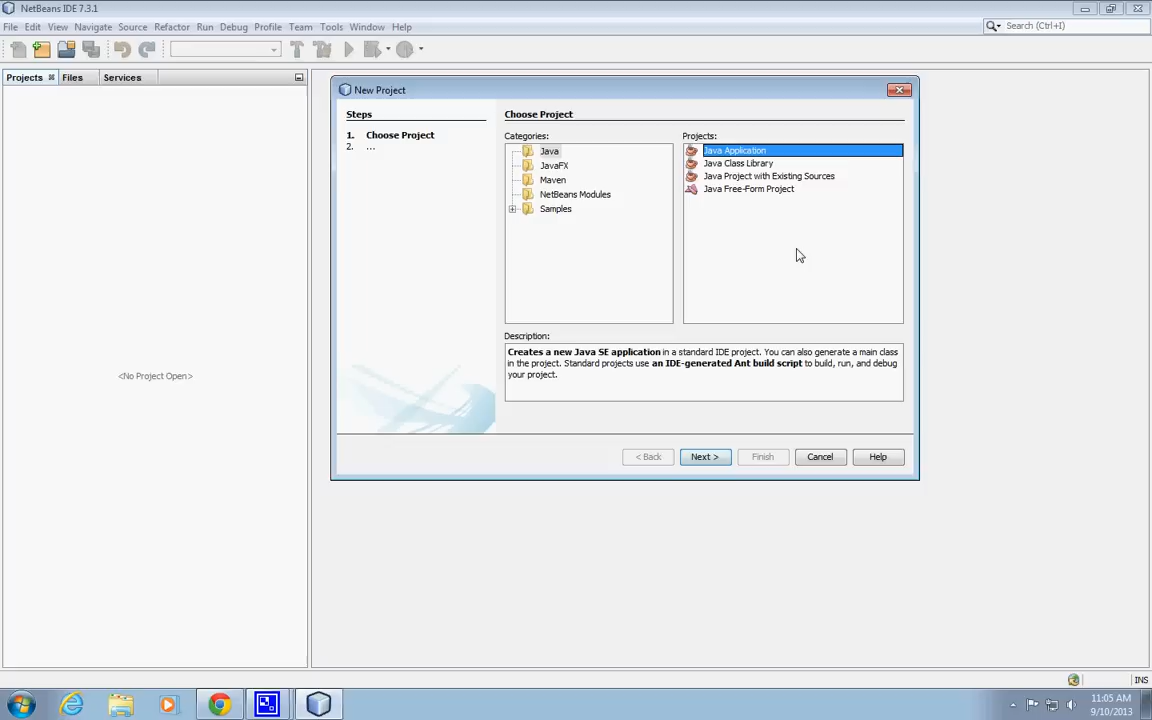 NetBeans IDE 7.3.1
File Edit View Navigate Source Refactor Run Debug Profile Team Tools Window Help
Search (Ctrl+I)
Projects Files Services
<No Project Open>
New Project
Steps
1. Choose Project
2. ...
Choose Project
Categories:
Java
JavaFX
Maven
NetBeans Modules
Samples
Projects:
Java Application
Java Class Library
Java Project with Existing Sources
Java Free-Form Project
Description:
Creates a new Java SE application in a standard IDE project. You can also generate a main class
in the project. Standard projects use an IDE-generated Ant build script to build, run, and debug
your project.
< Back Next > Finish Cancel Help
INS
11:05 AM
9/10/2013